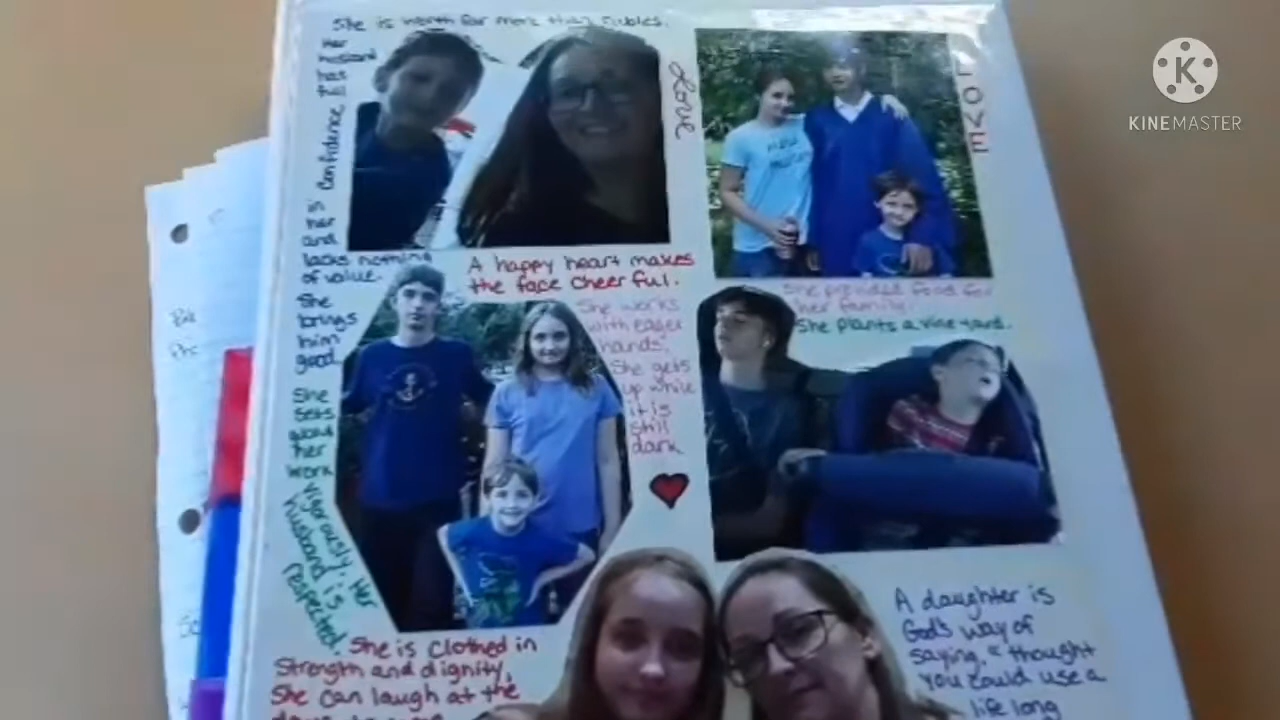 She is worth far more than rubies.
Her
husband
has
full
confidence
in
her
and
lacks nothing
of value.
She
brings
him
good.
She
sets
about
her
work
vigorously. Her
husband is
respected.
Love
LOVE
A happy heart makes
the face cheerful.
She works
with eager
hands.
She gets
up while
it is
still
dark
She provides food for
her family.
She plants a vineyard.
She is clothed in
strength and dignity,
She can laugh at the
A daughter is
God's way of
saying, "thought
you could use a
life long
K
KINEMASTER